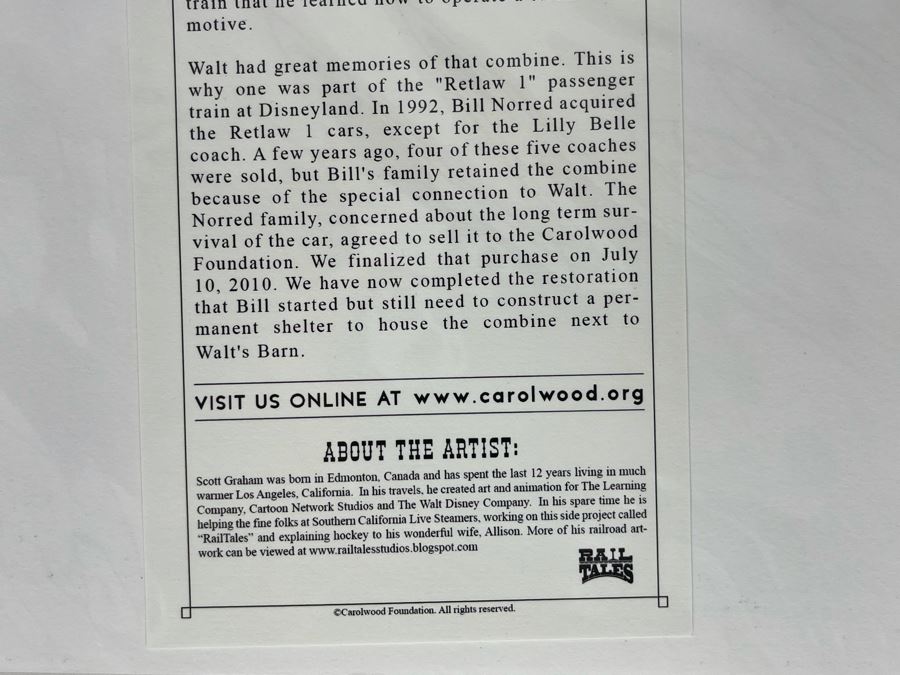 train that he learned how to operate a
motive.
Walt had great memories of that combine. This is
why one was part of the "Retlaw 1" passenger
train at Disneyland. In 1992, Bill Norred acquired
the Retlaw 1 cars, except for the Lilly Belle
coach. A few years ago, four of these five coaches
were sold, but Bill's family retained the combine
because of the special connection to Walt. The
Norred family, concerned about the long term sur-
vival of the car, agreed to sell it to the Carolwood
Foundation. We finalized that purchase on July
10, 2010. We have now completed the restoration
that Bill started but still need to construct a per-
manent shelter to house the combine next to
Walt's Barn.
VISIT US ONLINE AT www.carolwood.org
ABOUT THE ARTIST:
Scott Graham was born in Edmonton, Canada and has spent the last 12 years living in much
warmer Los Angeles, California. In his travels, he created art and animation for The Learning
Company, Cartoon Network Studios and The Walt Disney Company. In his spare time he is
helping the fine folks at Southern California Live Steamers, working on this side project called
“RailTales” and explaining hockey to his wonderful wife, Allison. More of his railroad art-
work can be viewed at www.railtalesstudios.blogspot.com
RAIL
TALES
©Carolwood Foundation. All rights reserved.